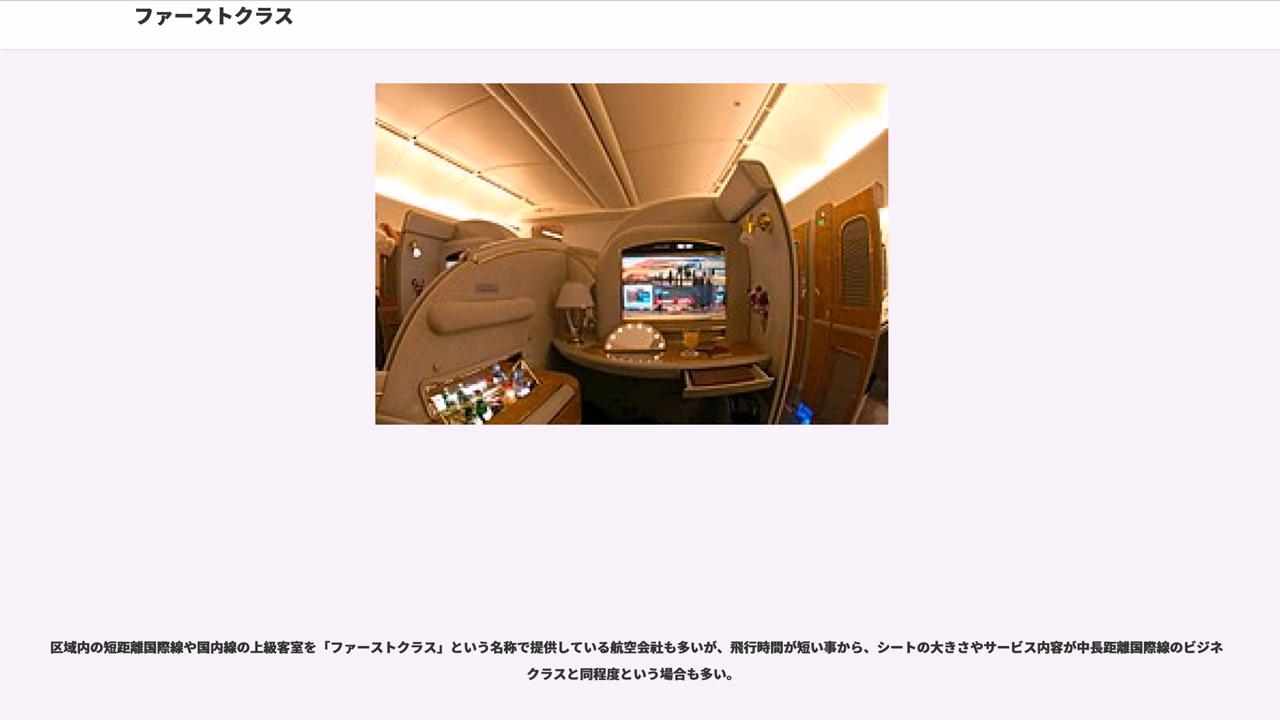 ファーストクラス
区域内の短距離国際線や国内線の上級客室を「ファーストクラス」という名称で提供している航空会社も多いが、飛行時間が短い事から、シートの大きさやサービス内容が中長距離国際線のビジネ
クラスと同程度という場合も多い。